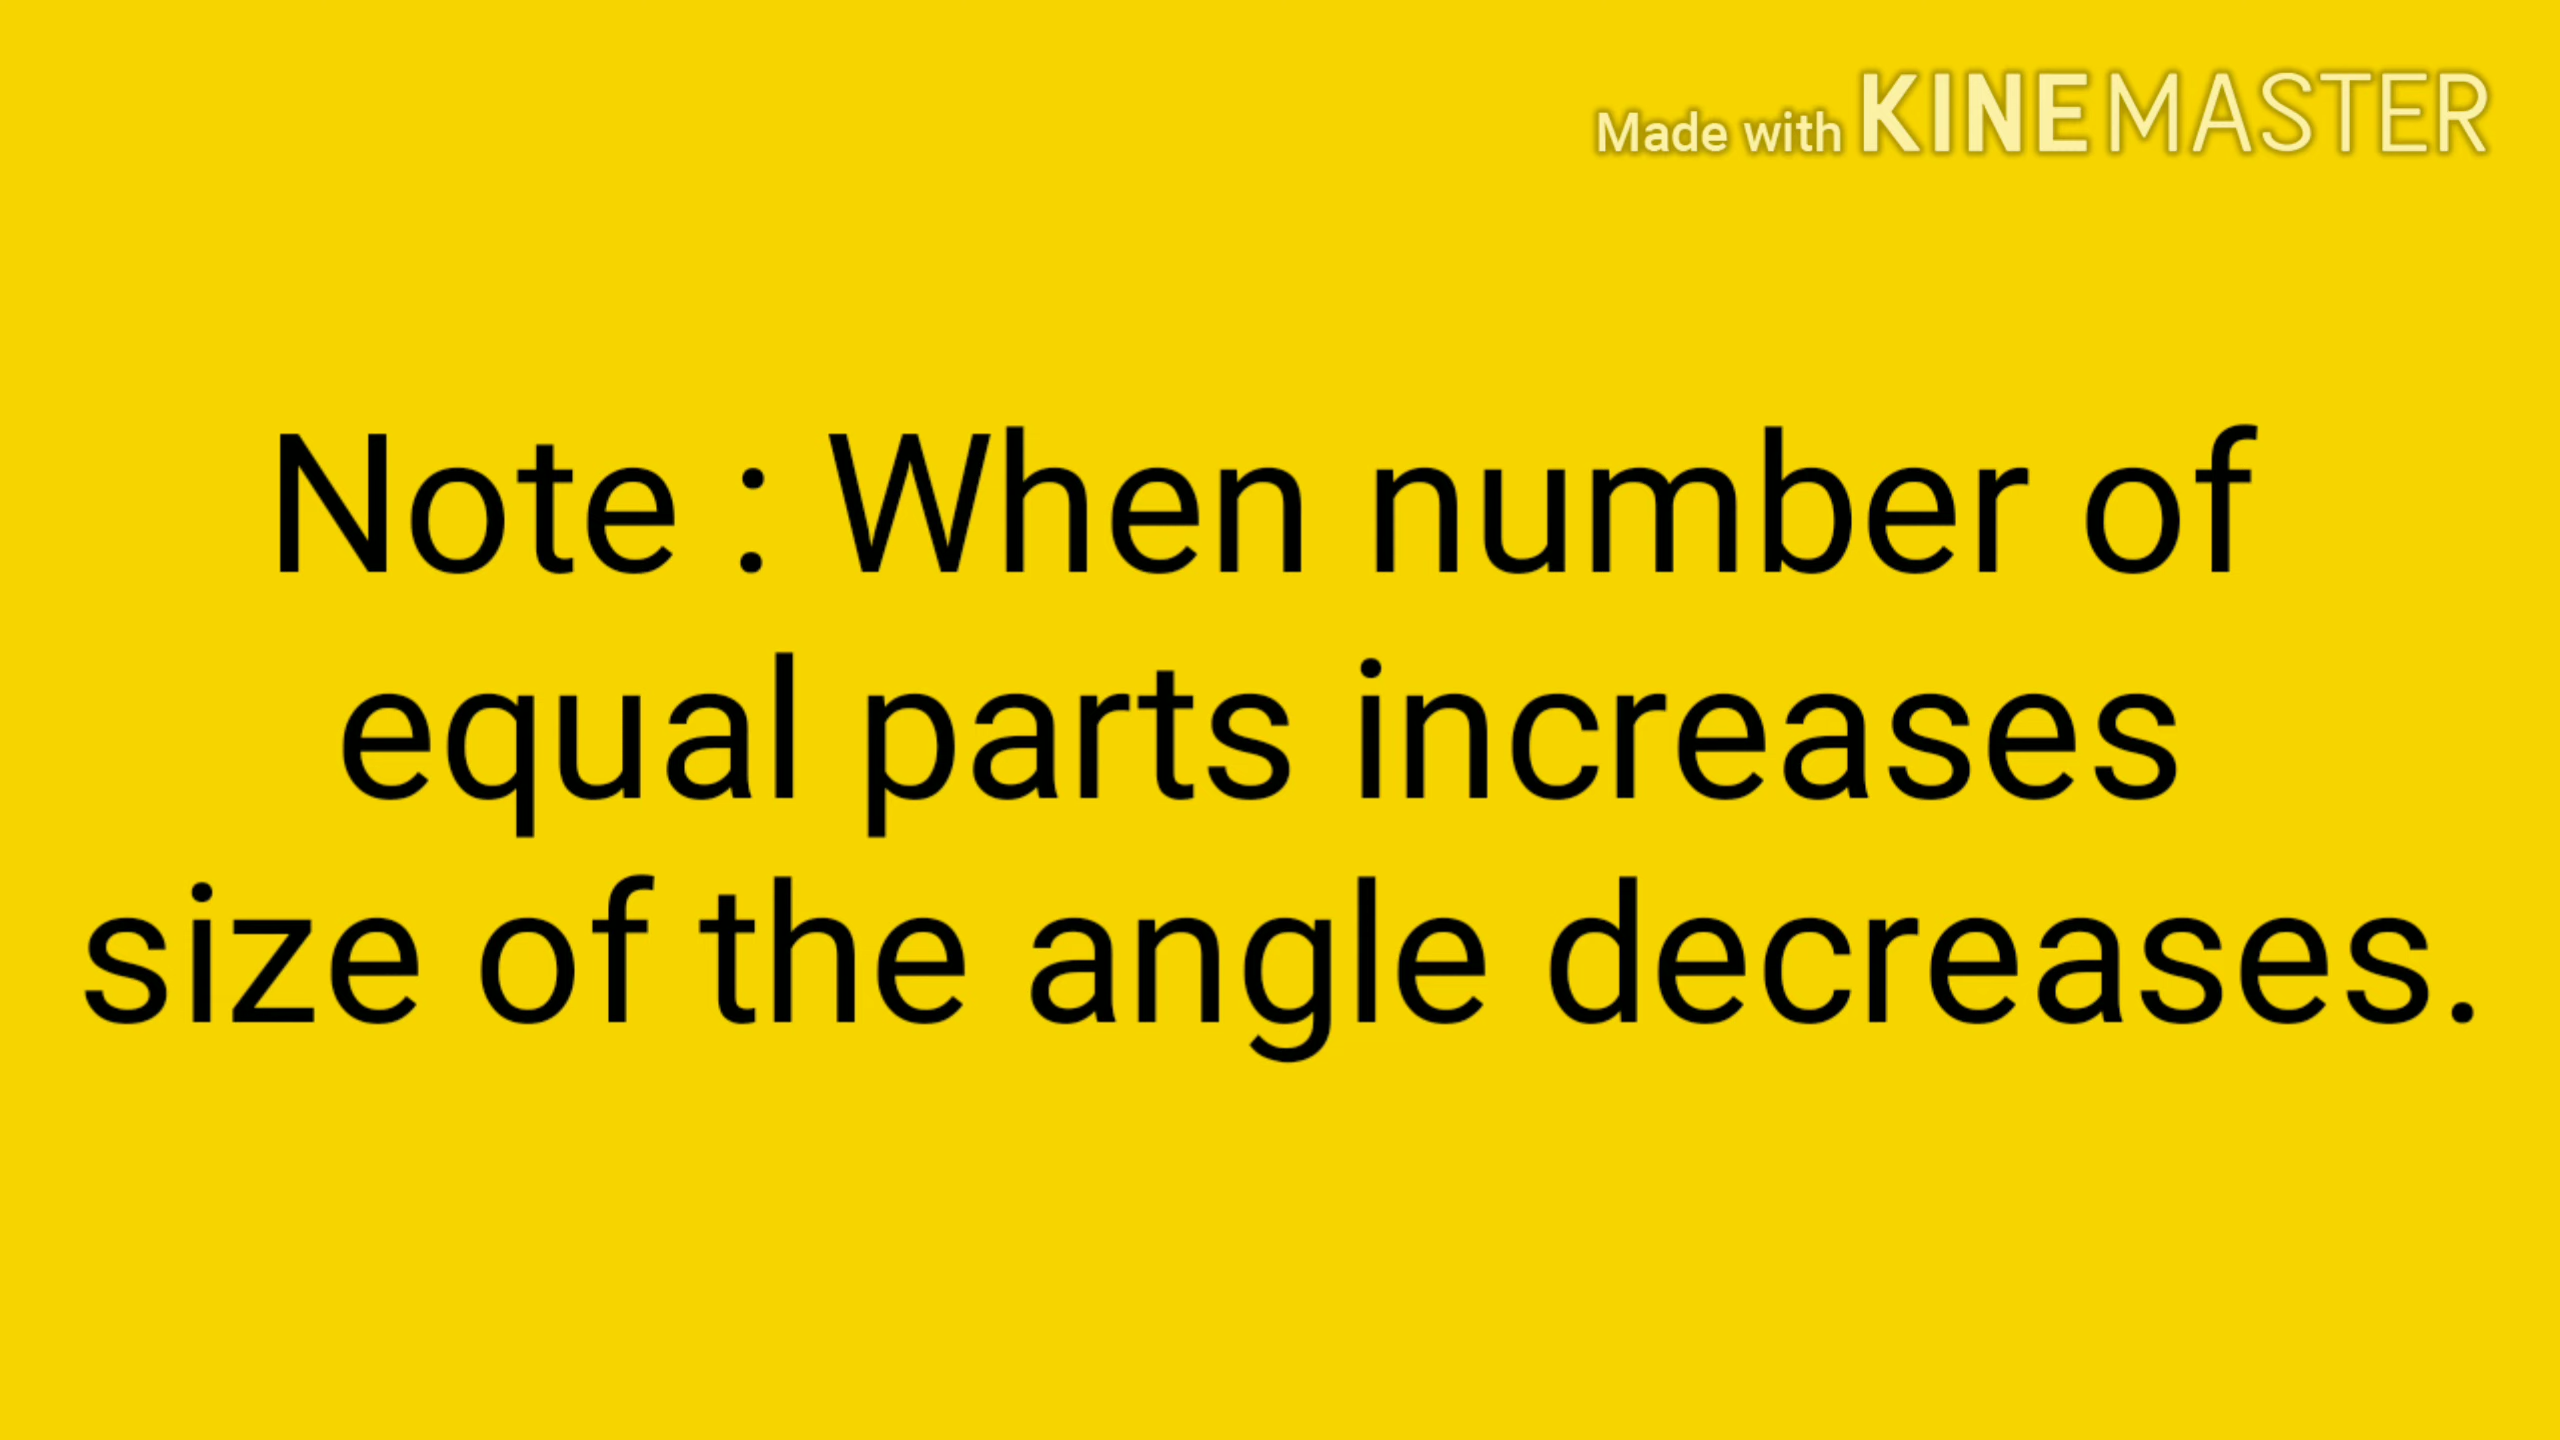 Made with KINEMASTER
Note : When number of
equal parts increases
size of the angle decreases.